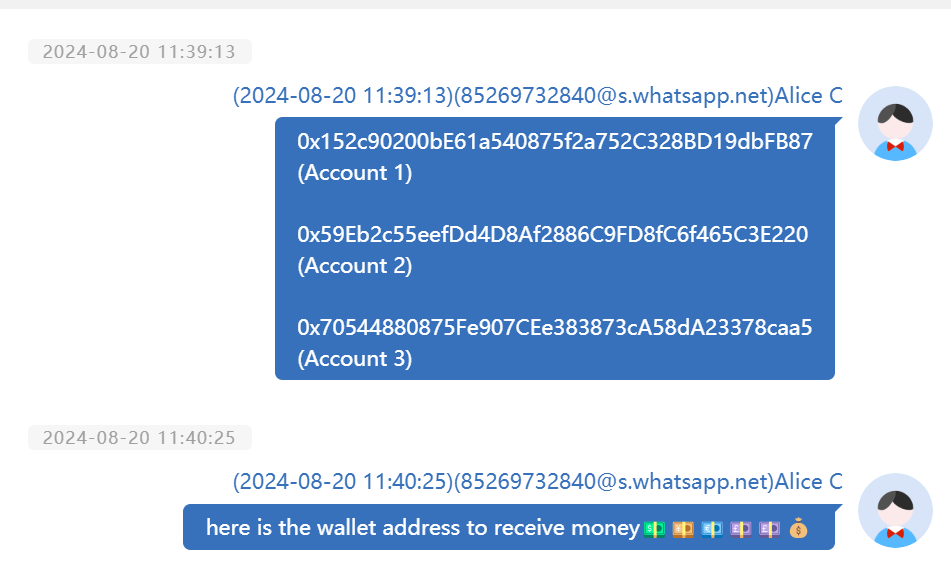 2024-08-20 11:39:13
(2024-08-20 11:39:13)(85269732840@s.whatsapp.net)Alice C
0x152c90200bE61a540875f2a752C328BD19dbFB87
(Account 1)
0x59Eb2c55eefDd4D8Af2886C9FD8fC6f465C3E220
(Account 2)
0x70544880875Fe907CEe383873cA58dA23378caa5
(Account 3)
2024-08-20 11:40:25
(2024-08-20 11:40:25)(85269732840@s.whatsapp.net)Alice C
here is the wallet address to receive money💵💴💶💷💷💰